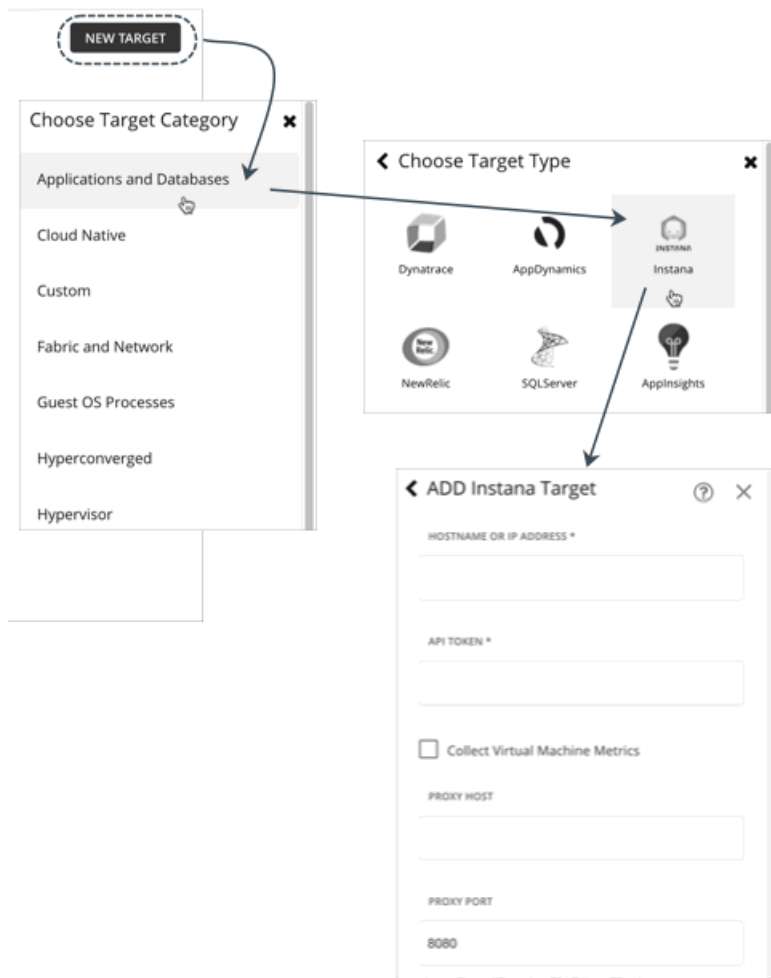 NEW TARGET
Choose Target Category
Applications and Databases
Cloud Native
Custom
Fabric and Network
Guest OS Processes
Hyperconverged
Hypervisor
Choose Target Type
Dynatrace
AppDynamics
INSTANA
Instana
New
Relic.
NewRelic
SQLServer
AppInsights
ADD Instana Target
HOSTNAME OR IP ADDRESS *
API TOKEN *
Collect Virtual Machine Metrics
PROXY HOST
PROXY PORT
8080